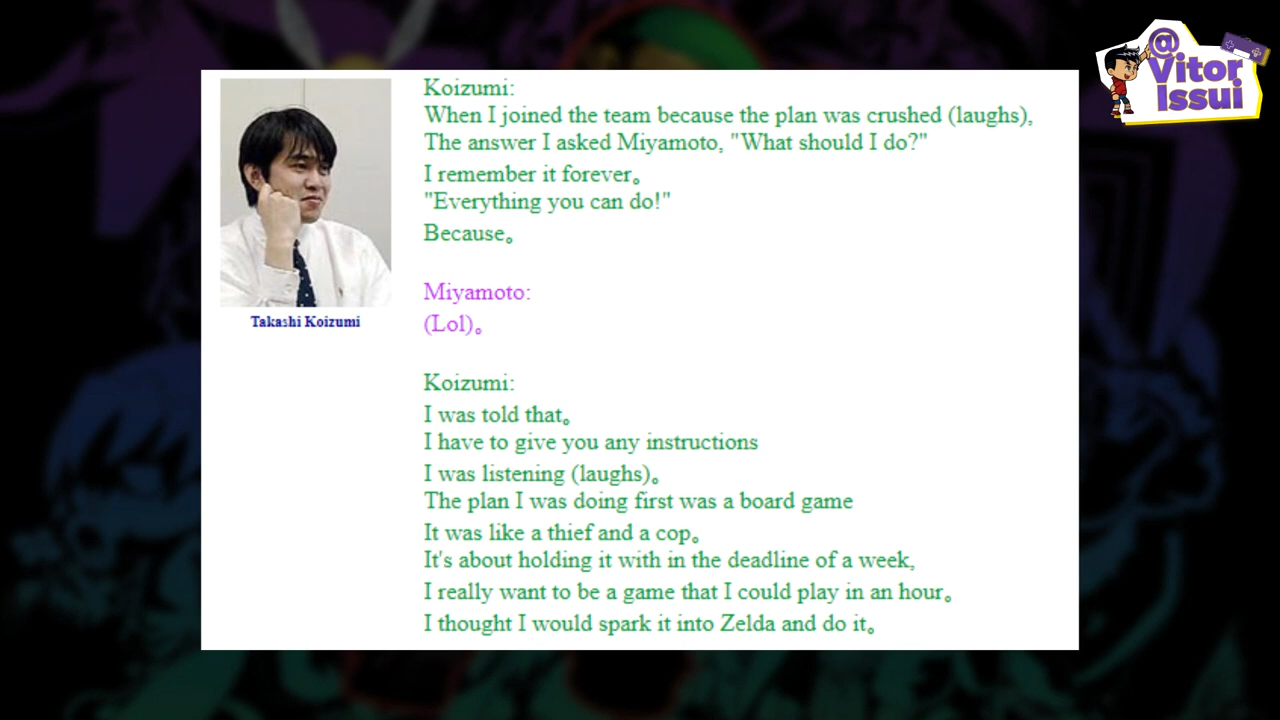 @
Vitor
Issui
Koizumi:
When I joined the team because the plan was crushed (laughs),
The answer I asked Miyamoto, "What should I do?"
I remember it forever。
"Everything you can do!"
Because。
Miyamoto:
(Lol)。
Takashi Koizumi
Koizumi:
I was told that。
I have to give you any instructions
I was listening (laughs)。
The plan I was doing first was a board game
It was like a thief and a cop。
It's about holding it with in the deadline of a week,
I really want to be a game that I could play in an hour。
I thought I would spark it into Zelda and do it。